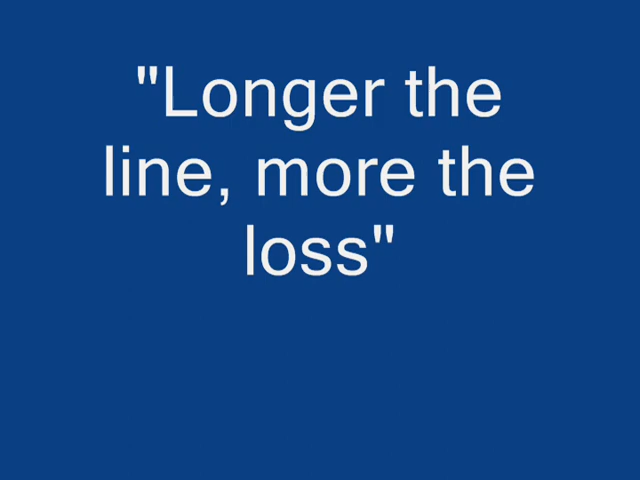 "Longer the
line, more the
loss"